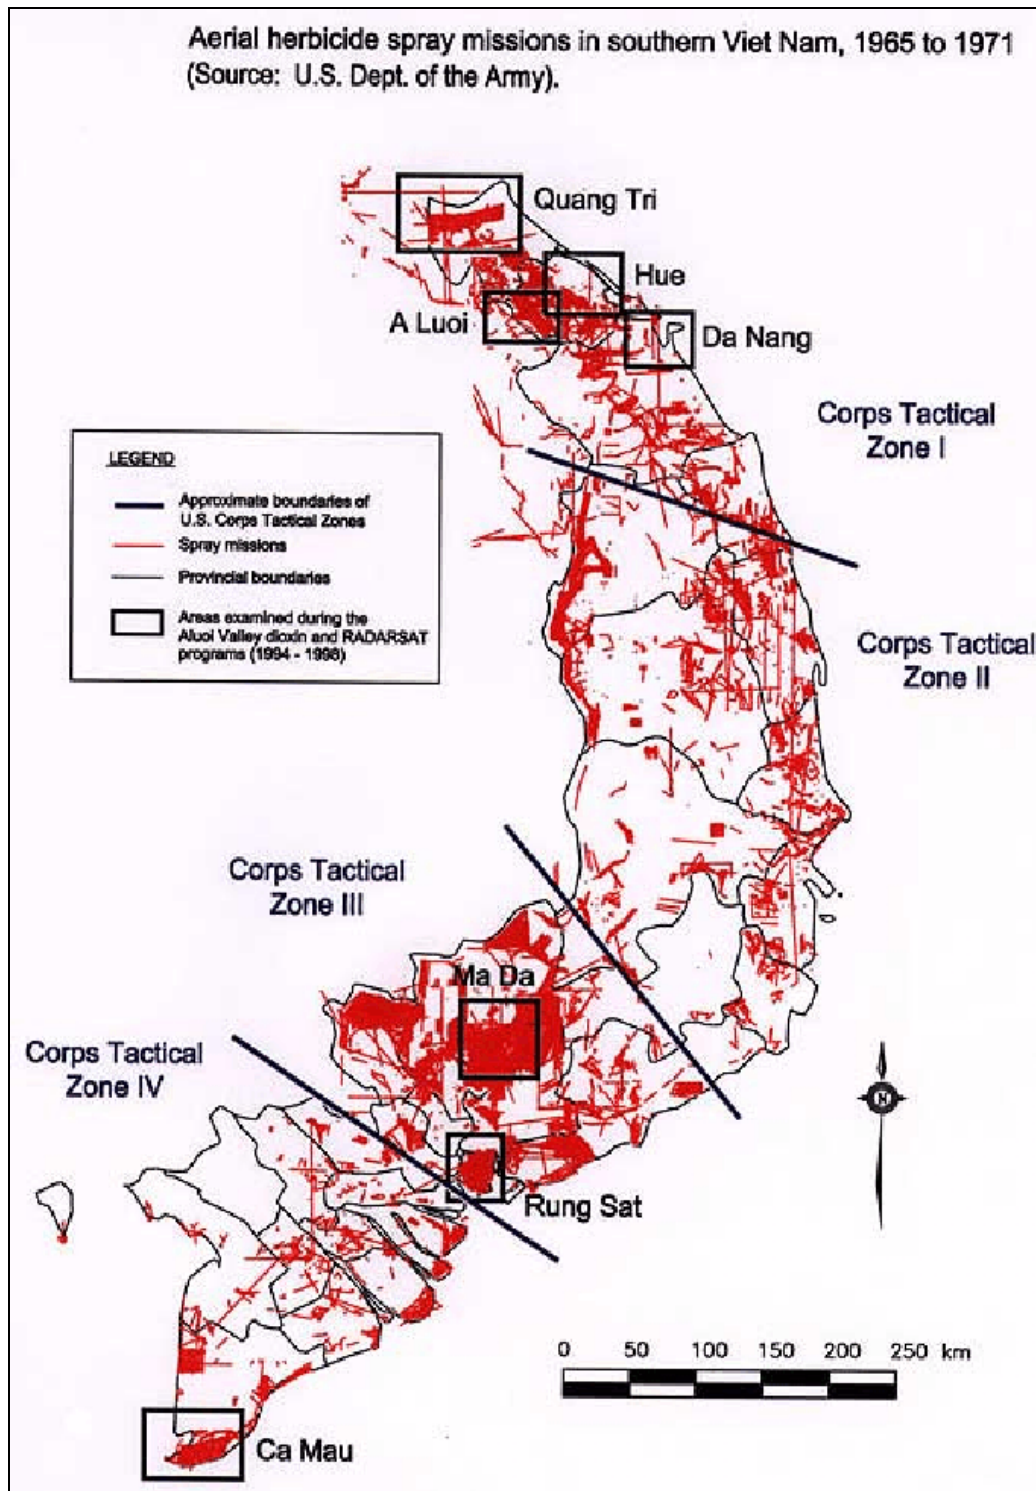 Aerial herbicide spray missions in southern Viet Nam, 1965 to 1971
(Source: U.S. Dept. of the Army).
Quang Tri
Hue
A Luoi
Da Nang
Corps Tactical
Zone I
LEGEND
Approximate boundaries of
U.S. Corps Tactical Zones
Spray missions
Provincial boundaries
Areas examined during the
Aluoi Valley dioxin and RADARSAT
programs (1994 - 1998)
Corps Tactical
Zone II
Corps Tactical
Zone III
Ma Da
Corps Tactical
Zone IV
N
Rung Sat
0 50 100 150 200 250 km
Ca Mau